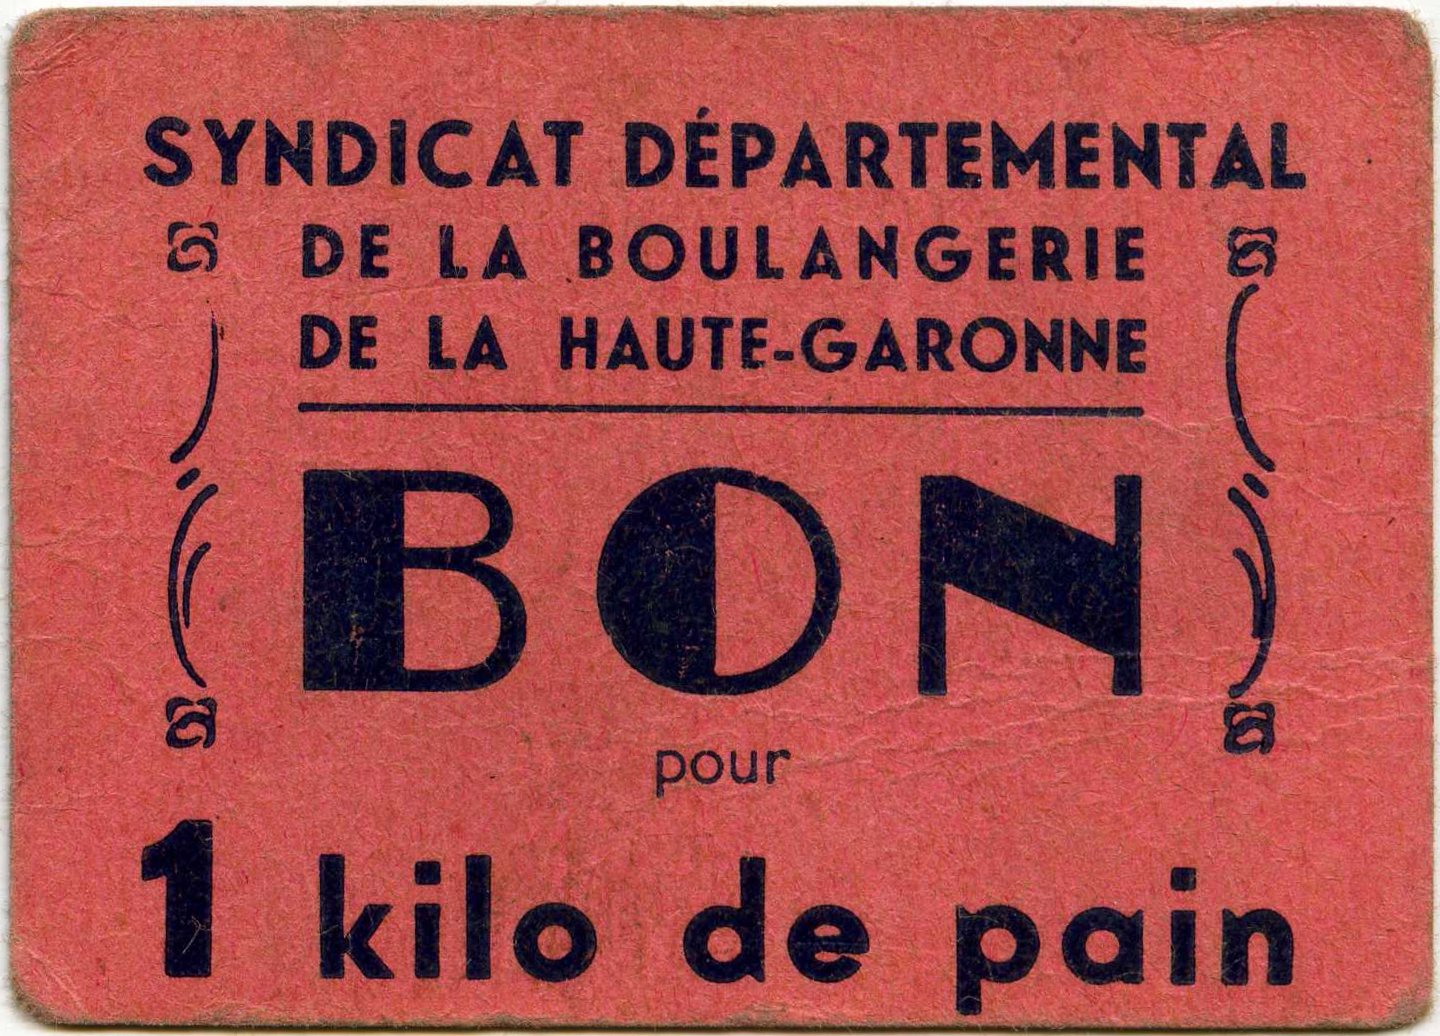 SYNDICAT DÉPARTEMENTAL
DE LA BOULANGERIE
DE LA HAUTE-GARONNE
BON
pour
1 kilo de pain